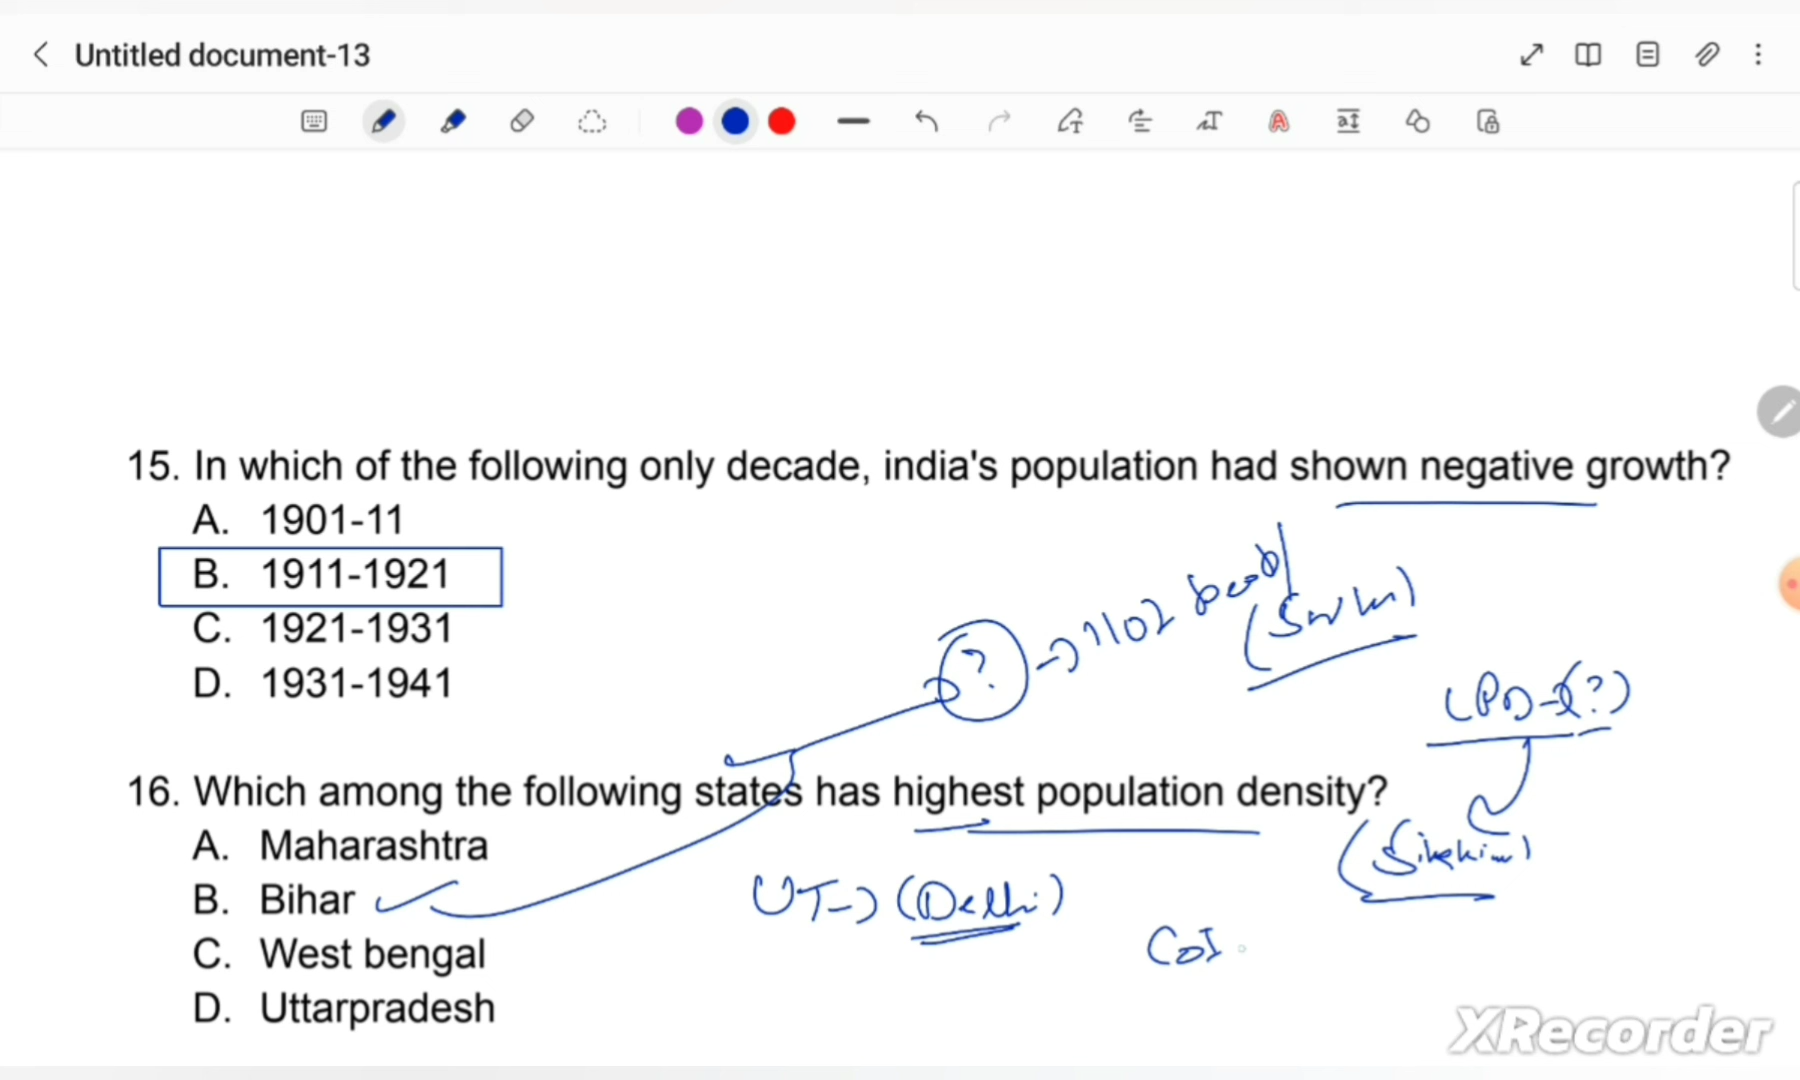 Untitled document-13
15. In which of the following only decade, india's population had shown negative growth?
A. 1901-11
B. 1911-1921
C. 1921-1931
D. 1931-1941
? → 1102
(?)
16. Which among the following states has highest population density?
A. Maharashtra
B. Bihar
C. West bengal
D. Uttarpradesh
UT → (Delhi)
(Sikkim)
XRecorder